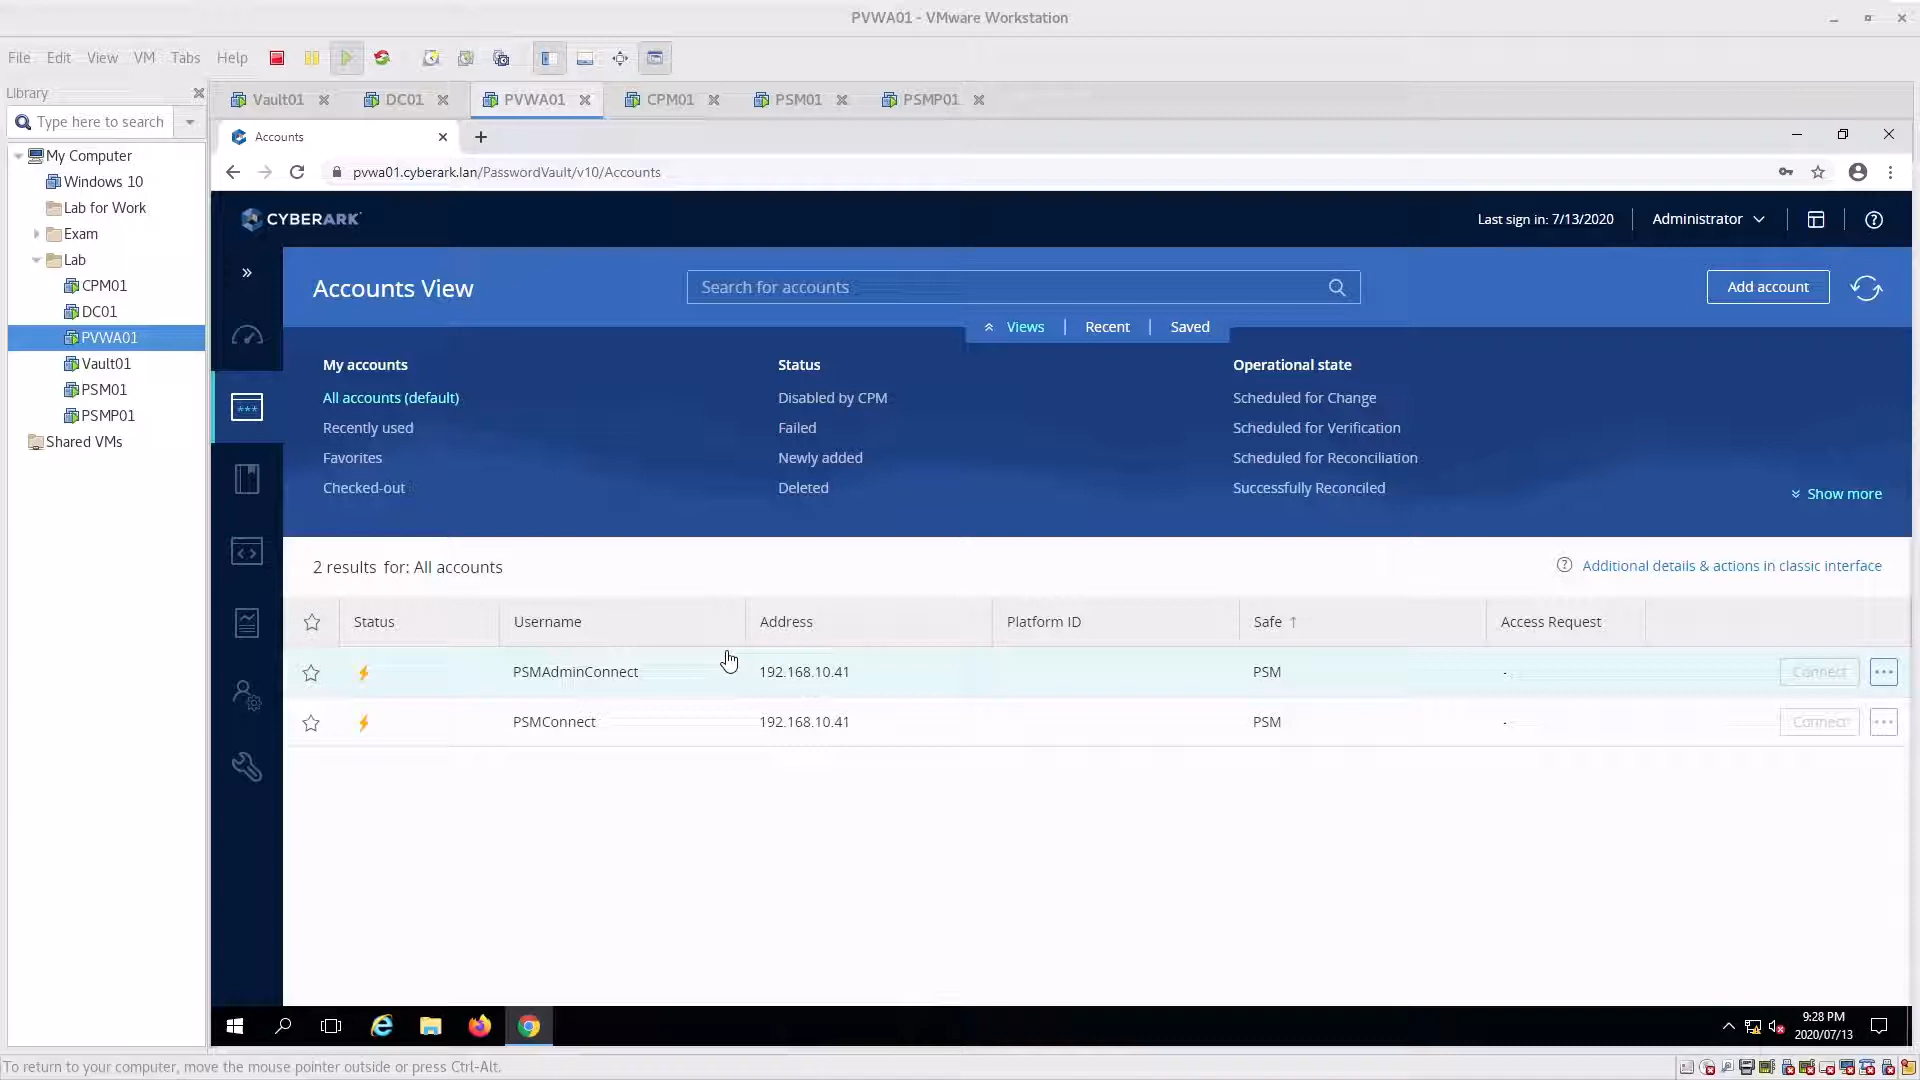 PVWA01 - VMware Workstation
File Edit View VM Tabs Help
Library
Type here to search
My Computer
Windows 10
Lab for Work
Exam
Lab
CPM01
DC01
PVWA01
Vault01
PSM01
PSMP01
Shared VMs
Vault01 DC01 PVWA01 CPM01 PSM01 PSMP01
Accounts
pvwa01.cyberark.lan/PasswordVault/v10/Accounts
CYBERARK
Last sign in: 7/13/2020 Administrator
Accounts View
Search for accounts
Add account
Views Recent Saved
My accounts
All accounts (default)
Recently used
Favorites
Checked-out
Status
Disabled by CPM
Failed
Newly added
Deleted
Operational state
Scheduled for Change
Scheduled for Verification
Scheduled for Reconciliation
Successfully Reconciled
Show more
2 results for: All accounts
Additional details & actions in classic interface
Status Username Address Platform ID Safe ↑ Access Request
PSMAdminConnect 192.168.10.41 PSM - Connect ...
PSMConnect 192.168.10.41 PSM - Connect ...
9:28 PM
2020/07/13
To return to your computer, move the mouse pointer outside or press Ctrl-Alt.